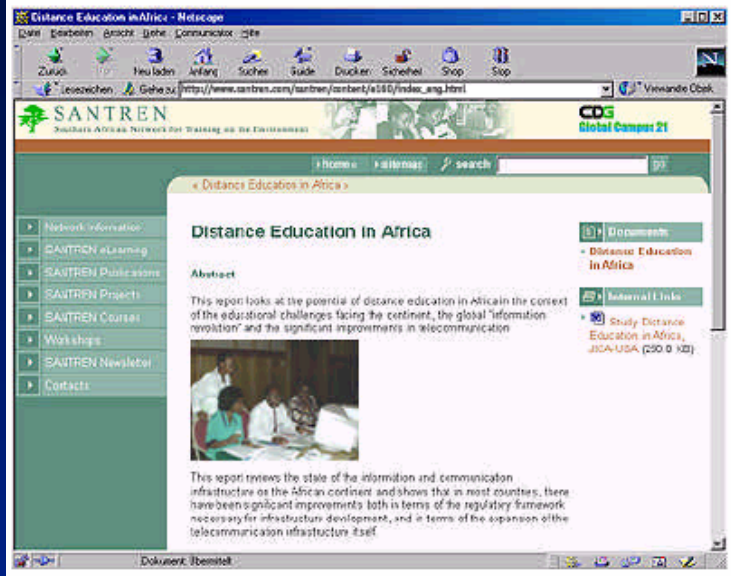 Distance Education in Africa - Netscape
Datei Bearbeiten Ansicht Gehe Communicator Hilfe
Zurück Neu laden Anfang Suchen Guide Drucken Sicherheit Shop Stop
Lesezeichen Gehe zu: http://www.santren.com/santren/content/e160/index_eng.html Verwandte Objek
SANTREN
Southern African Network for Training on the Environment
CDG
Global Campus 21
home sitemap search go
« Distance Education in Africa »
Network Information
SANTREN eLearning
SANTREN Publications
SANTREN Projects
SANTREN Courses
Workshops
SANTREN Newsletter
Contacts
Distance Education in Africa
Abstract
This report looks at the potential of distance education in Africain the context
of the educational challenges facing the continent, the global "information
revolution" and the significant improvements in telecommunication
This report reviews the state of the information and communication
infrastructure on the African continent and shows that in most countries, there
have been significant improvements both in terms of the regulatory framework
necessary for infrastructure development, and in terms of the expansion of the
telecommunication infrastructure itself
Documents
Distance Education
in Africa
Internal Links
Study Distance
Education in Africa,
JICA-USA (290.0 KB)
Dokument: Übermittelt